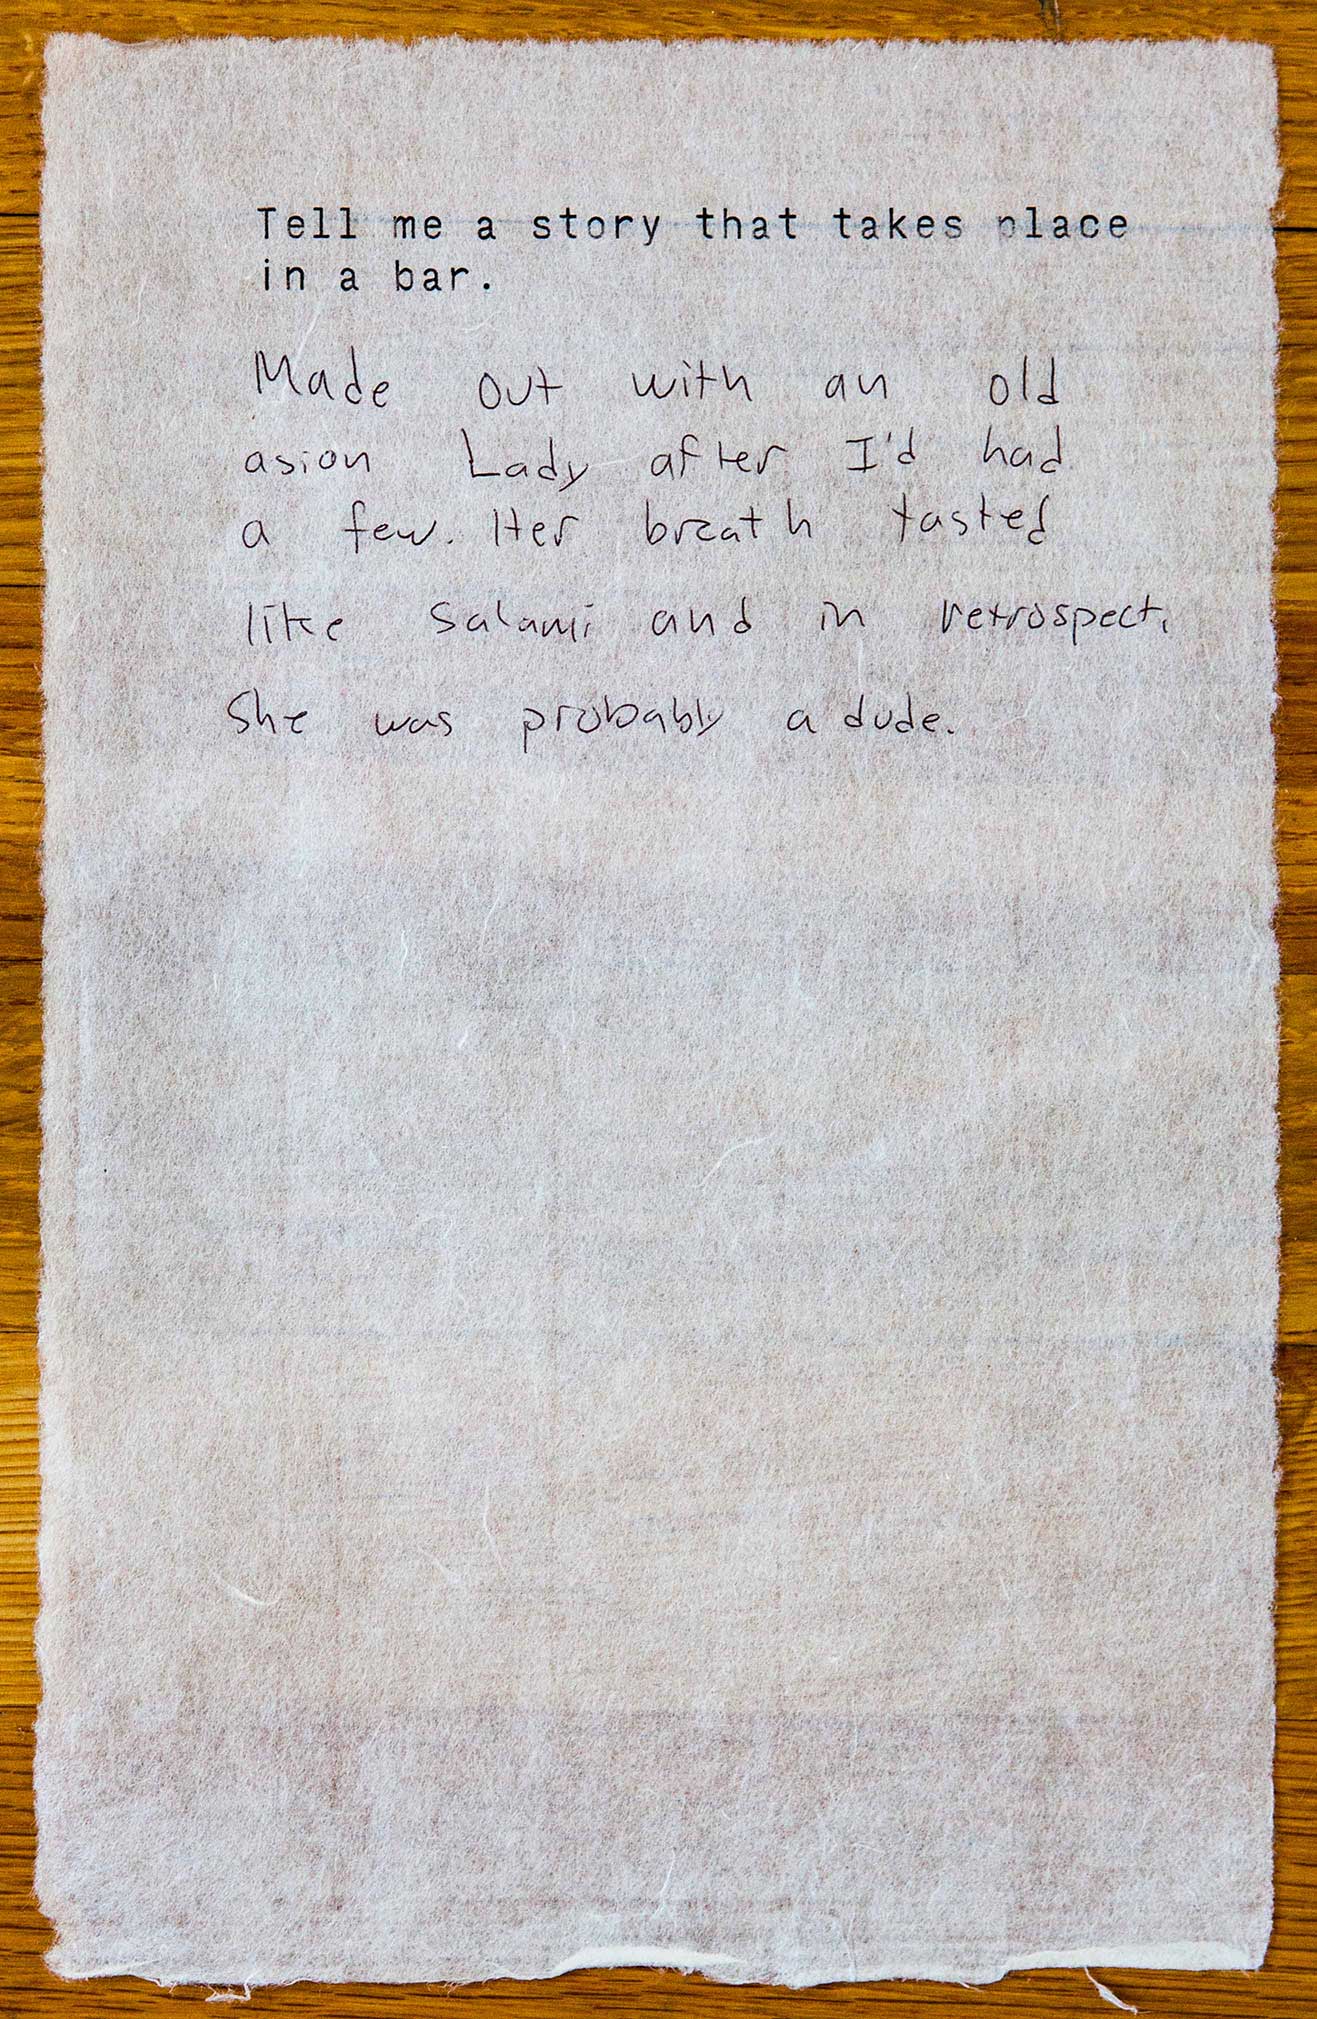 Tell me a story that takes place
in a bar.
Made out with an old
asion Lady after I'd had
a few. Her breath tasted
like salami and in retrospect,
She was probably a dude.